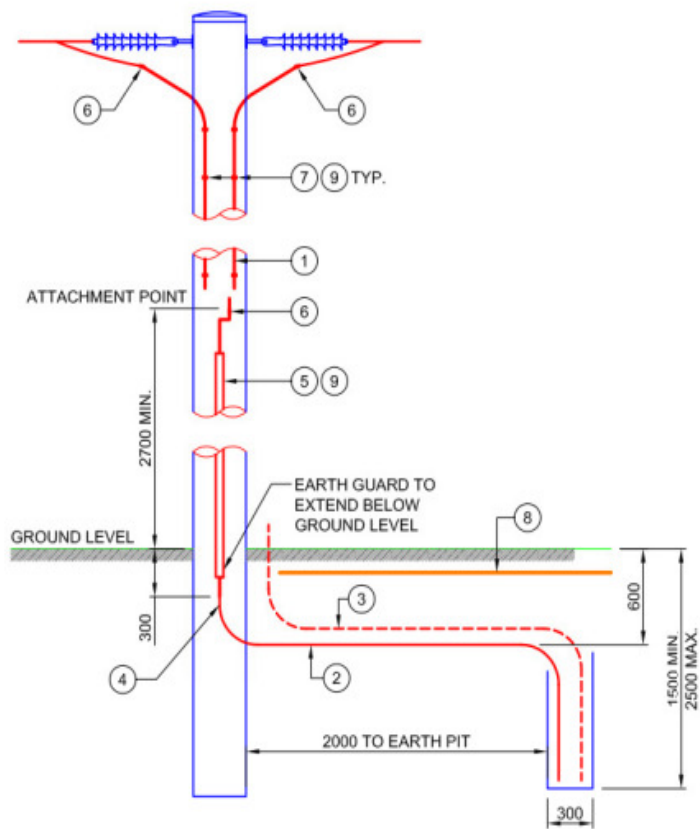 6
6
7 9 TYP.
1
ATTACHMENT POINT
6
5 9
2700 MIN.
EARTH GUARD TO
EXTEND BELOW
GROUND LEVEL
8
GROUND LEVEL
3
600
300
4
2
1500 MIN.
2500 MAX.
2000 TO EARTH PIT
300